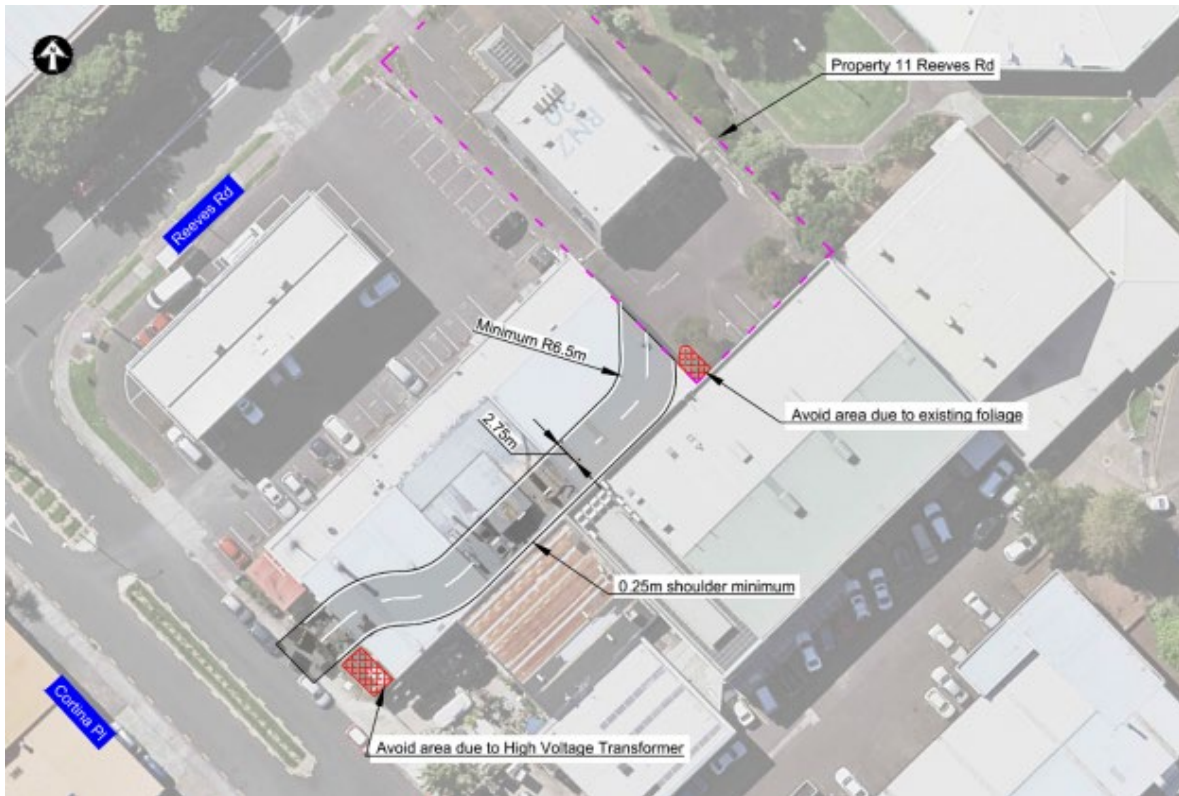 Property 11 Reeves Rd
BNZ
Reeves Rd
Minimum R6.5m
Avoid area due to existing foliage
2.75m
0.25m shoulder minimum
Cortina Pl
Avoid area due to High Voltage Transformer